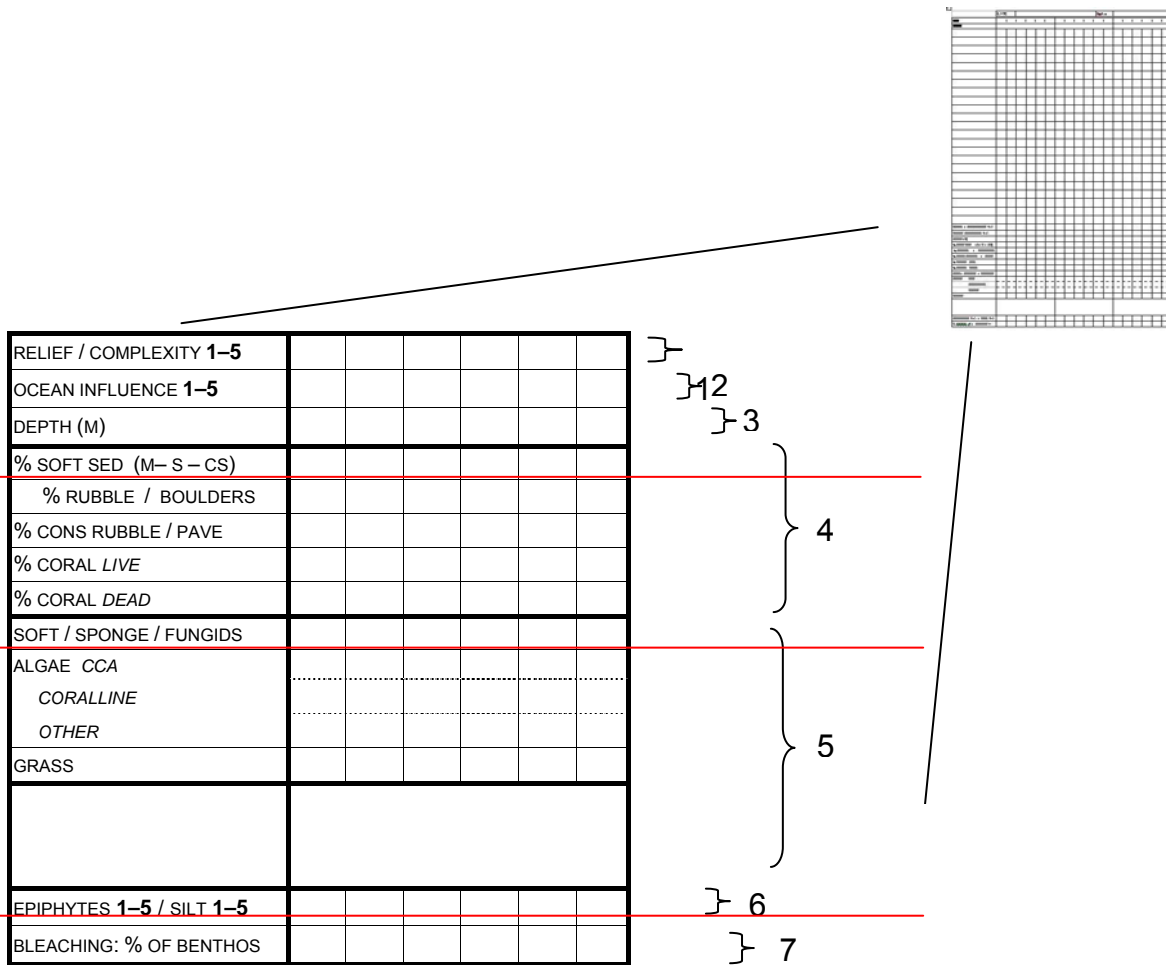 RELIEF / COMPLEXITY 1–5
OCEAN INFLUENCE 1–5
12
DEPTH (M)
3
% SOFT SED (M– S – CS)
% RUBBLE / BOULDERS
% CONS RUBBLE / PAVE
4
% CORAL LIVE
% CORAL DEAD
SOFT / SPONGE / FUNGIDS
ALGAE CCA
CORALLINE
OTHER
5
GRASS
EPIPHYTES 1–5 / SILT 1–5
6
BLEACHING: % OF BENTHOS
7